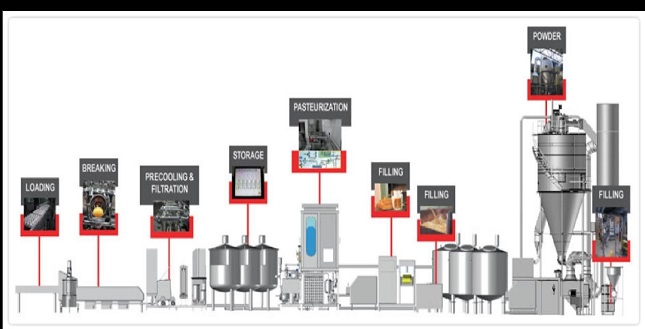 LOADING
BREAKING
PRECOOLING &
FILTRATION
STORAGE
PASTEURIZATION
FILLING
FILLING
POWDER
FILLING